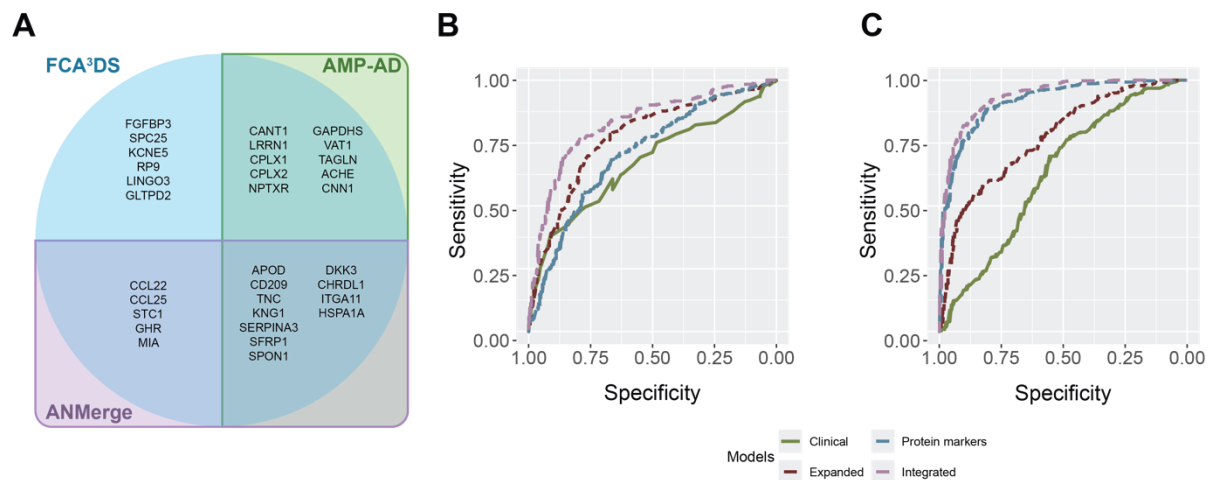 A
FCA³DS
AMP-AD
FGFBP3
SPC25
KCNE5
RP9
LINGO3
GLTPD2
CANT1
LRRN1
CPLX1
CPLX2
NPTXR
GAPDHS
VAT1
TAGLN
ACHE
CNN1
CCL22
CCL25
STC1
GHR
MIA
APOD
CD209
TNC
KNG1
SERPINA3
SFRP1
SPON1
DKK3
CHRDL1
ITGA11
HSPA1A
ANMerge
B
Sensitivity
1.00
0.75
0.50
0.25
0.00
1.00 0.75 0.50 0.25 0.00
Specificity
C
Sensitivity
1.00
0.75
0.50
0.25
0.00
1.00 0.75 0.50 0.25 0.00
Specificity
Models
Clinical
Protein markers
Expanded
Integrated